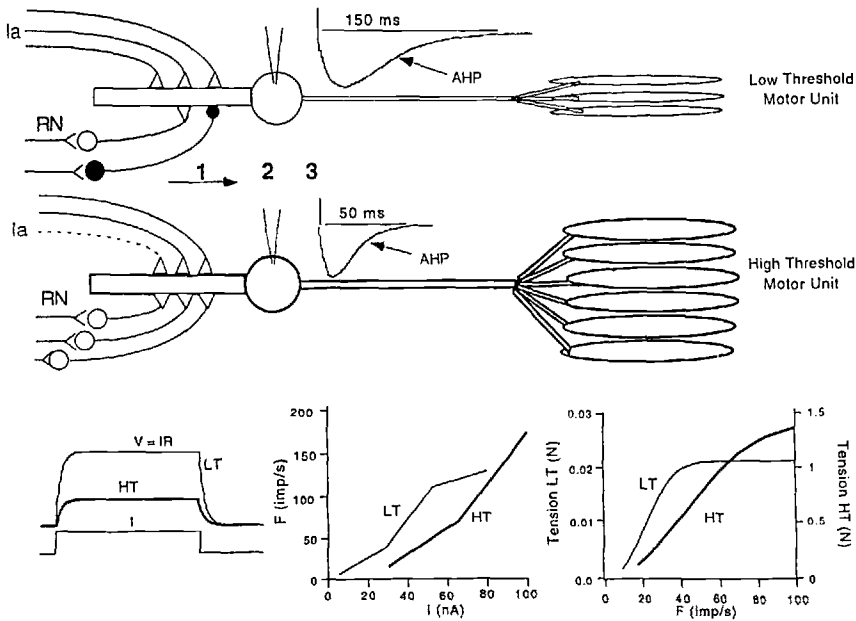 Ia
150 ms
AHP
Low Threshold
Motor Unit
RN
1 2 3
50 ms
Ia
AHP
High Threshold
Motor Unit
RN
V = IR
LT
HT
I
F (imp/s)
200
150
100
50
0
LT
HT
0 20 40 60 80 100
I (nA)
Tension LT (N)
0.03
0.02
0.01
0.0
LT
HT
1.5
1
0.5
0
Tension HT (N)
0 20 40 60 80 100
F (imp/s)